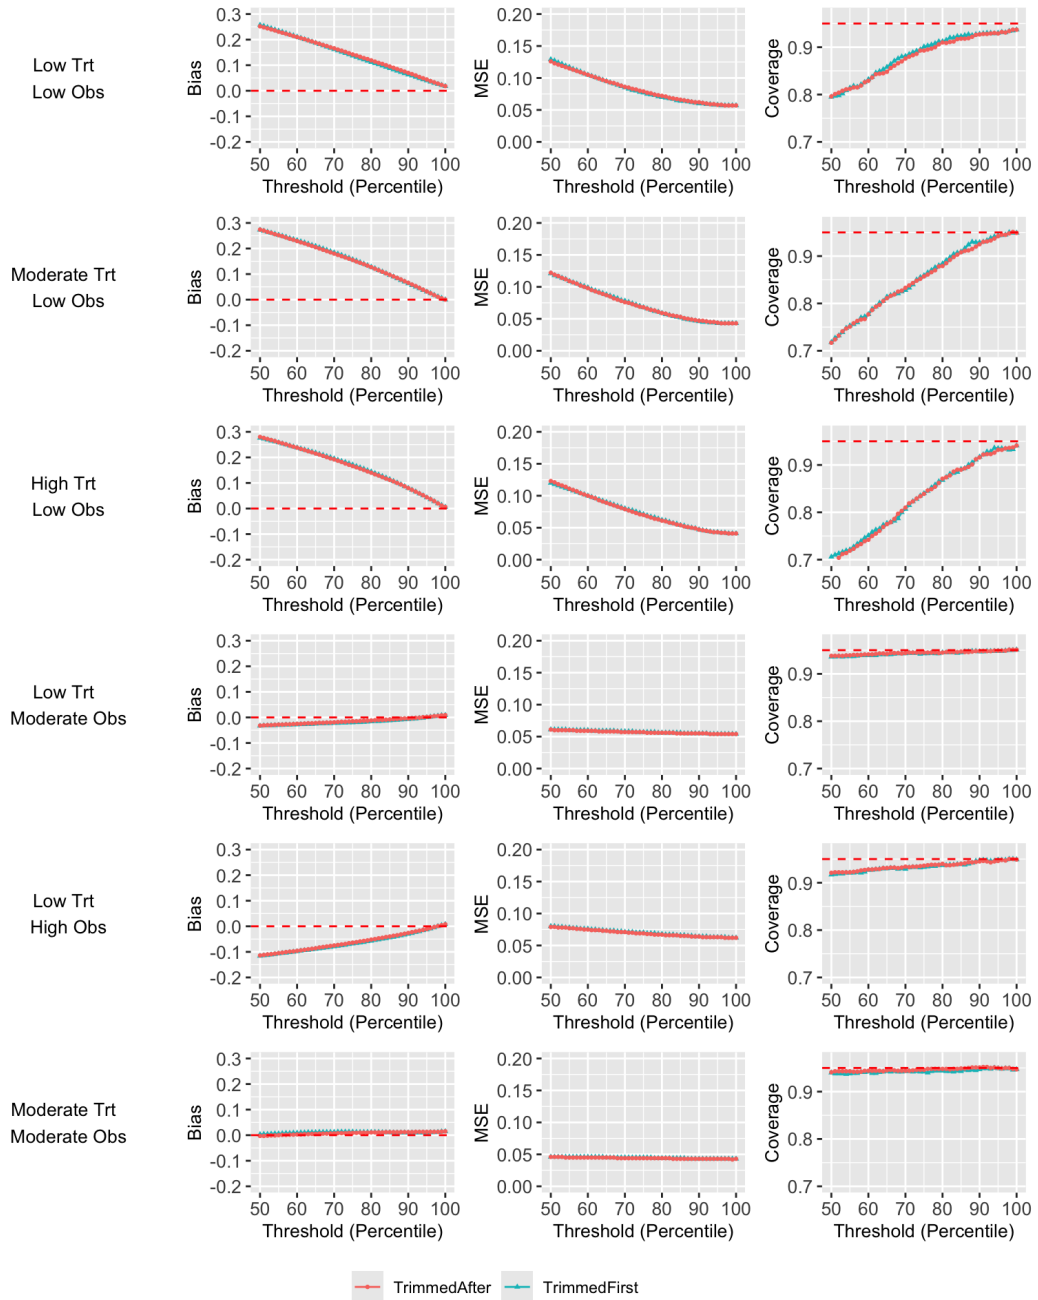 Low Trt
Low Obs
Bias
0.3
0.2
0.1
0.0
-0.1
-0.2
50 60 70 80 90 100
Threshold (Percentile)
MSE
0.20
0.15
0.10
0.05
0.00
50 60 70 80 90 100
Threshold (Percentile)
Coverage
0.9
0.8
0.7
50 60 70 80 90 100
Threshold (Percentile)
Moderate Trt
Low Obs
Bias
0.3
0.2
0.1
0.0
-0.1
-0.2
50 60 70 80 90 100
Threshold (Percentile)
MSE
0.20
0.15
0.10
0.05
0.00
50 60 70 80 90 100
Threshold (Percentile)
Coverage
0.9
0.8
0.7
50 60 70 80 90 100
Threshold (Percentile)
High Trt
Low Obs
Bias
0.3
0.2
0.1
0.0
-0.1
-0.2
50 60 70 80 90 100
Threshold (Percentile)
MSE
0.20
0.15
0.10
0.05
0.00
50 60 70 80 90 100
Threshold (Percentile)
Coverage
0.9
0.8
0.7
50 60 70 80 90 100
Threshold (Percentile)
Low Trt
Moderate Obs
Bias
0.3
0.2
0.1
0.0
-0.1
-0.2
50 60 70 80 90 100
Threshold (Percentile)
MSE
0.20
0.15
0.10
0.05
0.00
50 60 70 80 90 100
Threshold (Percentile)
Coverage
0.9
0.8
0.7
50 60 70 80 90 100
Threshold (Percentile)
Low Trt
High Obs
Bias
0.3
0.2
0.1
0.0
-0.1
-0.2
50 60 70 80 90 100
Threshold (Percentile)
MSE
0.20
0.15
0.10
0.05
0.00
50 60 70 80 90 100
Threshold (Percentile)
Coverage
0.9
0.8
0.7
50 60 70 80 90 100
Threshold (Percentile)
Moderate Trt
Moderate Obs
Bias
0.3
0.2
0.1
0.0
-0.1
-0.2
50 60 70 80 90 100
Threshold (Percentile)
MSE
0.20
0.15
0.10
0.05
0.00
50 60 70 80 90 100
Threshold (Percentile)
Coverage
0.9
0.8
0.7
50 60 70 80 90 100
Threshold (Percentile)
TrimmedAfter TrimmedFirst